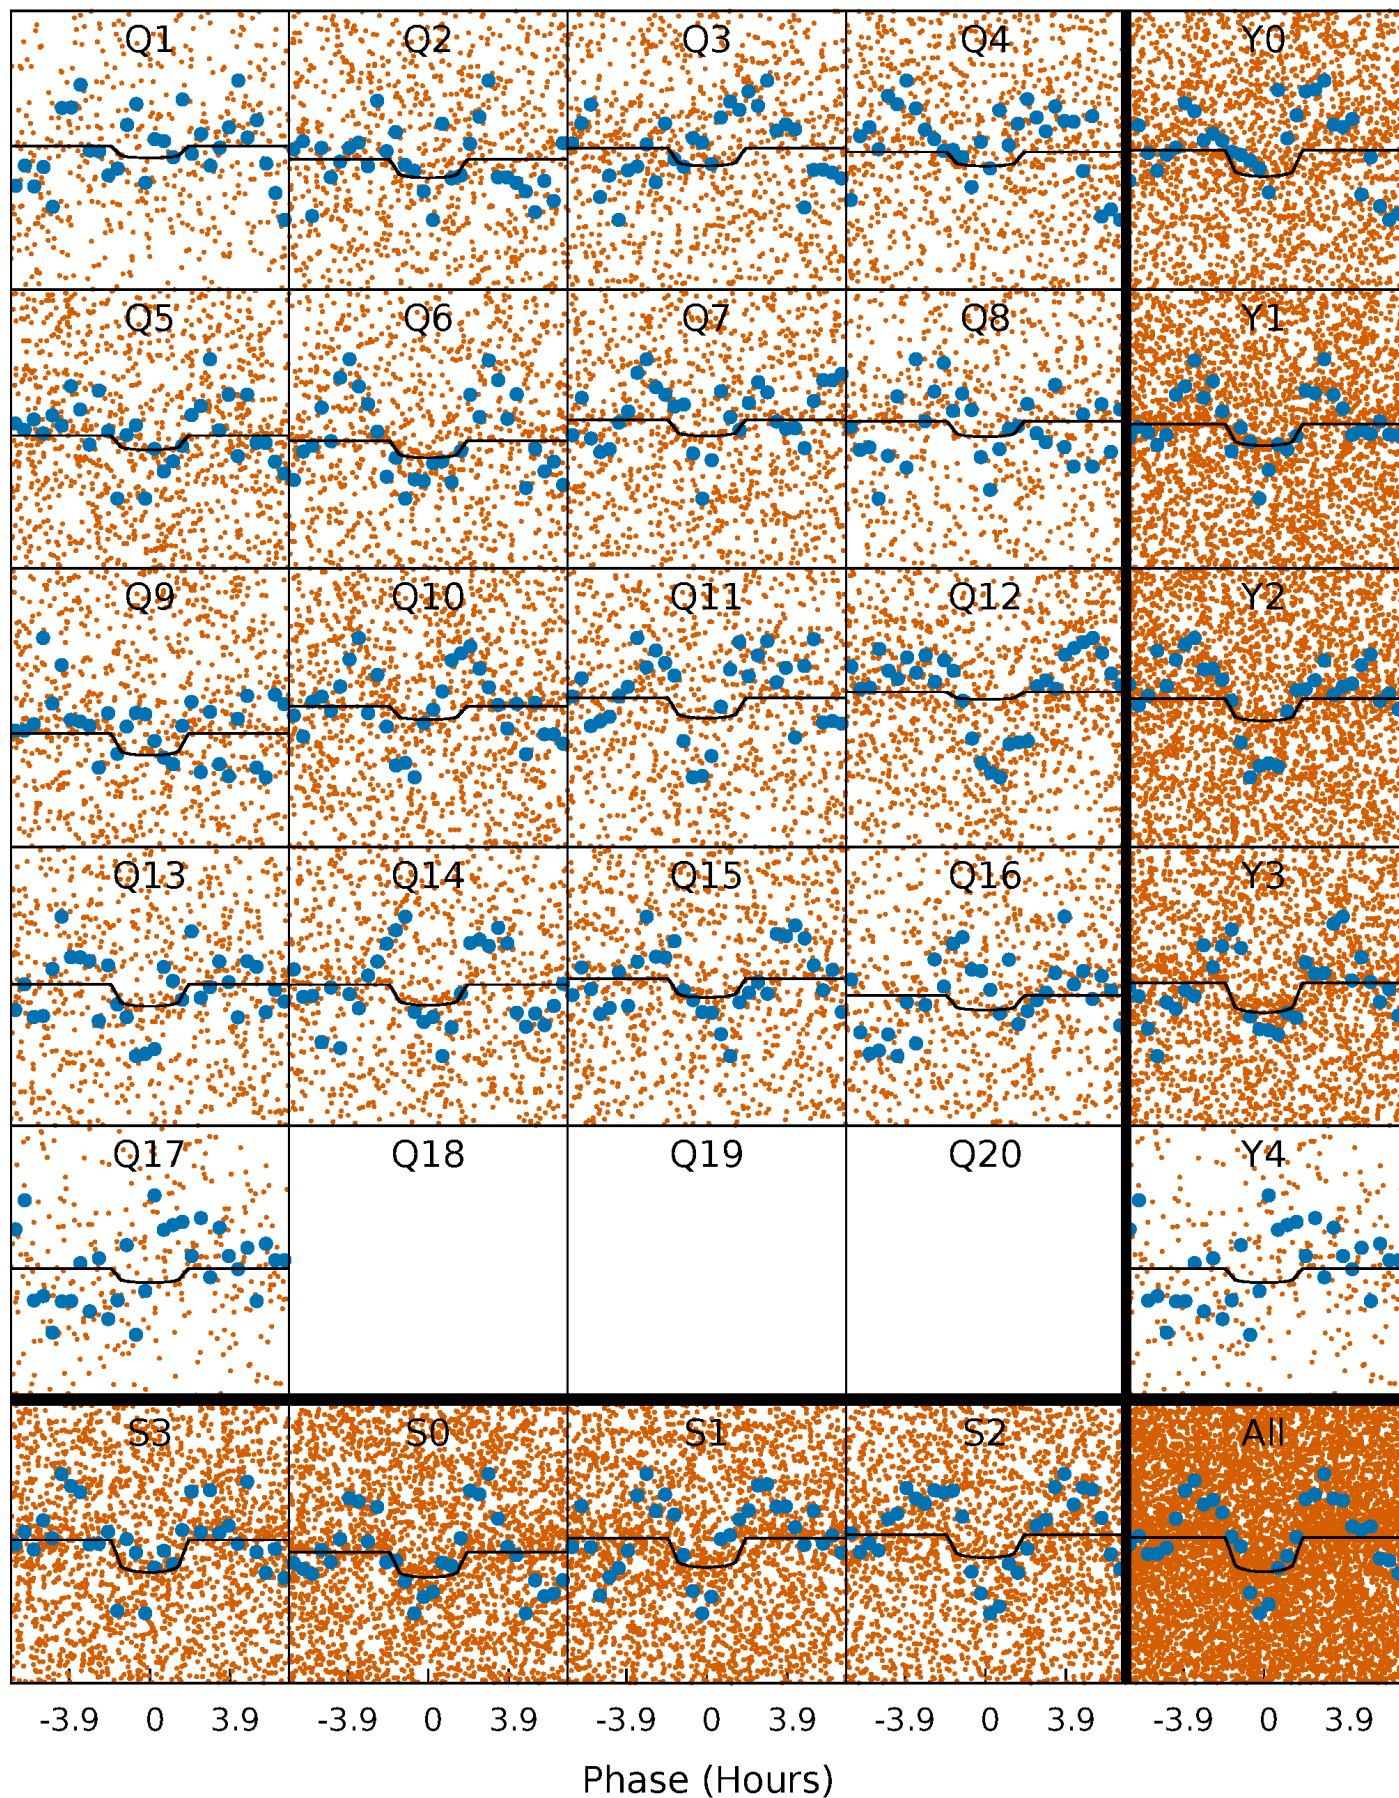 Q1 Q2 Q3 Q4 Y0
Q5 Q6 Q7 Q8 Y1
Q9 Q10 Q11 Q12 Y2
Q13 Q14 Q15 Q16 Y3
Q17 Q18 Q19 Q20 Y4
S3 S0 S1 S2 All
-3.9 0 3.9 -3.9 0 3.9 -3.9 0 3.9 -3.9 0 3.9 -3.9 0 3.9
Phase (Hours)